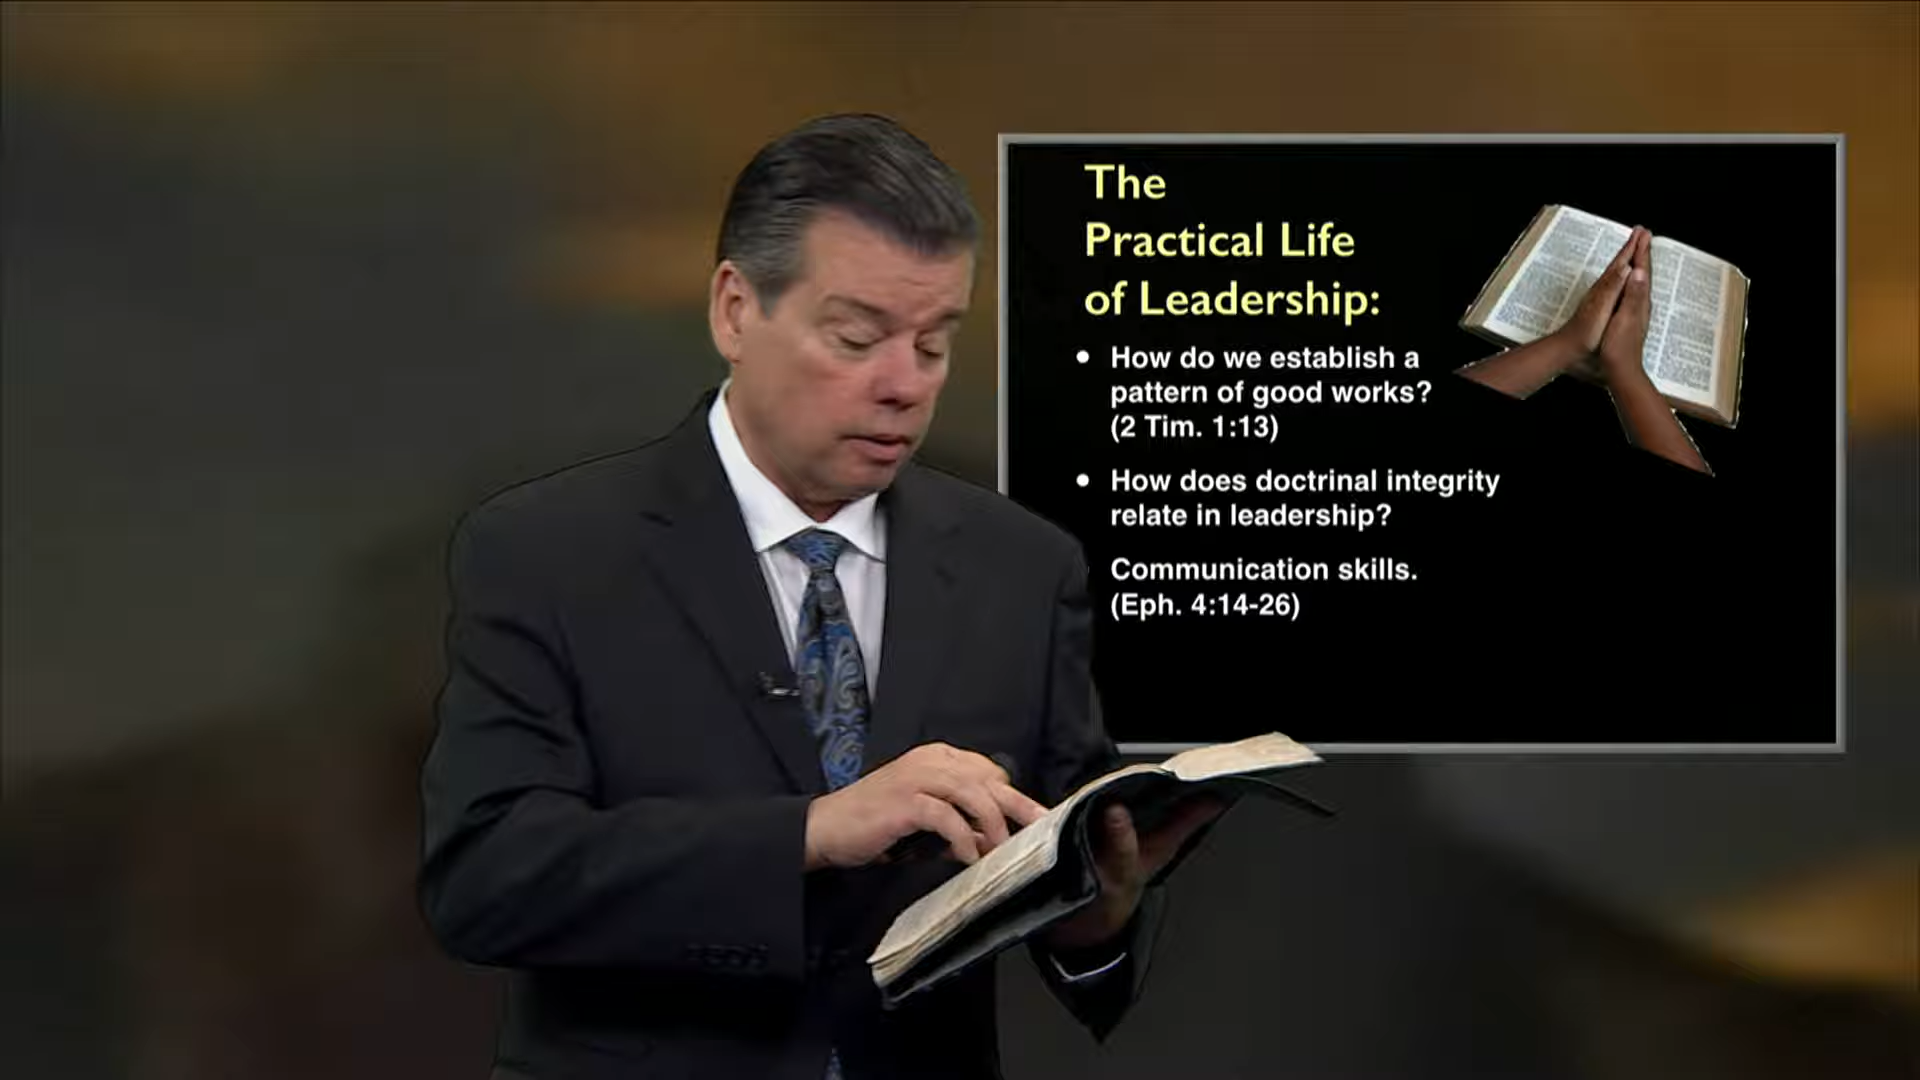 The
Practical Life
of Leadership:
• How do we establish a
pattern of good works?
(2 Tim. 1:13)
• How does doctrinal integrity
relate in leadership?
Communication skills.
(Eph. 4:14-26)